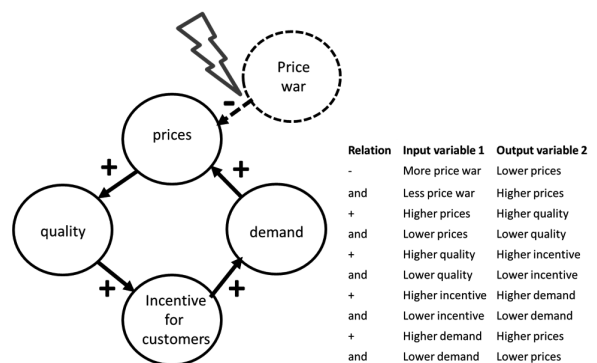 Price
war
-
prices
+
+
quality
demand
+
+
Incentive
for
customers
Relation Input variable 1 Output variable 2
- More price war Lower prices
and Less price war Higher prices
+ Higher prices Higher quality
and Lower prices Lower quality
+ Higher quality Higher incentive
and Lower quality Lower incentive
+ Higher incentive Higher demand
and Lower incentive Lower demand
+ Higher demand Higher prices
and Lower demand Lower prices